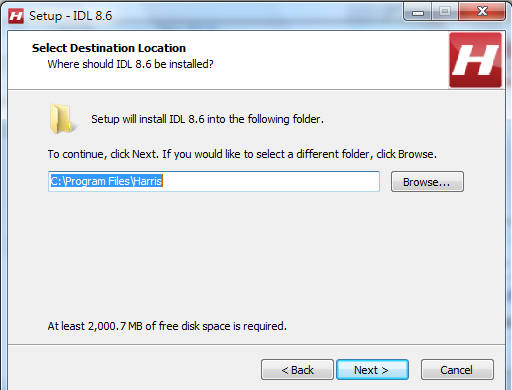 Setup - IDL 8.6
Select Destination Location
Where should IDL 8.6 be installed?
Setup will install IDL 8.6 into the following folder.
To continue, click Next. If you would like to select a different folder, click Browse.
C:\Program Files\Harris
Browse...
At least 2,000.7 MB of free disk space is required.
< Back
Next >
Cancel